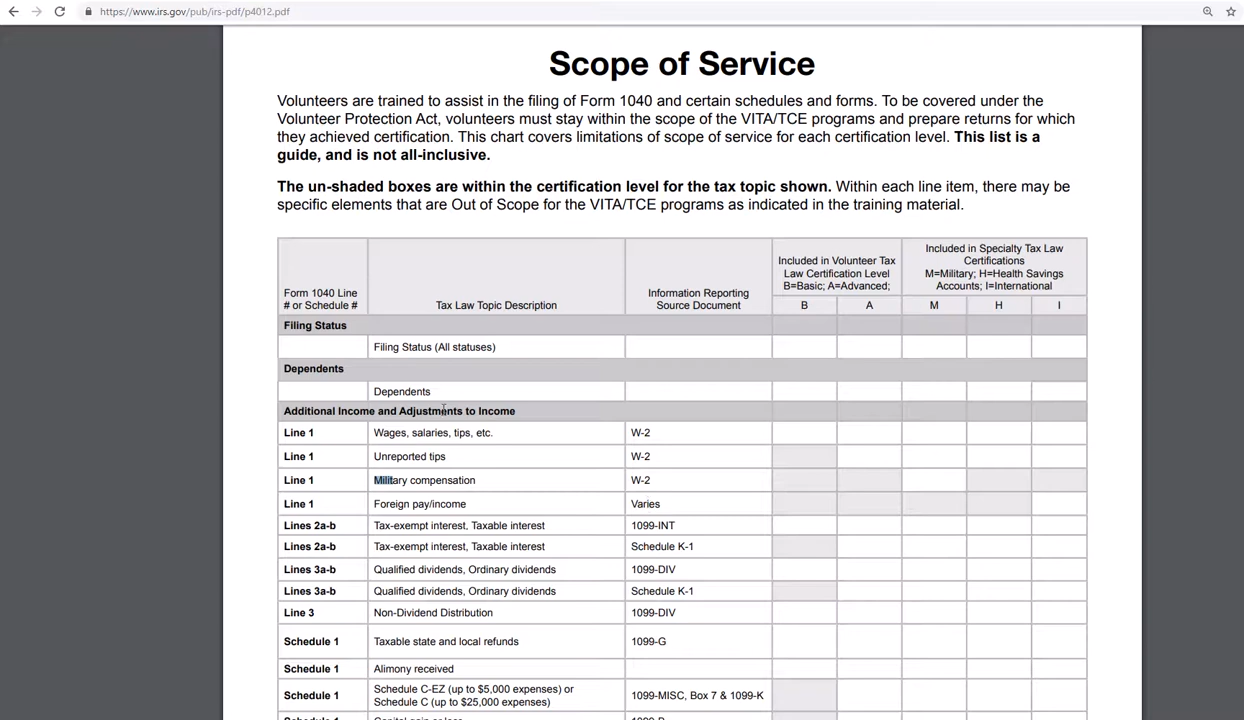 https://www.irs.gov/pub/irs-pdf/p4012.pdf
Scope of Service
Volunteers are trained to assist in the filing of Form 1040 and certain schedules and forms. To be covered under the
Volunteer Protection Act, volunteers must stay within the scope of the VITA/TCE programs and prepare returns for which
they achieved certification. This chart covers limitations of scope of service for each certification level. This list is a
guide, and is not all-inclusive.
The un-shaded boxes are within the certification level for the tax topic shown. Within each line item, there may be
specific elements that are Out of Scope for the VITA/TCE programs as indicated in the training material.
Form 1040 Line
# or Schedule #
Tax Law Topic Description
Information Reporting
Source Document
Included in Volunteer Tax
Law Certification Level
B=Basic; A=Advanced;
Included in Specialty Tax Law
Certifications
M=Military; H=Health Savings
Accounts; I=International
B A M H I
Filing Status
Filing Status (All statuses)
Dependents
Dependents
Additional Income and Adjustments to Income
Line 1 Wages, salaries, tips, etc. W-2
Line 1 Unreported tips W-2
Line 1 Military compensation W-2
Line 1 Foreign pay/income Varies
Lines 2a-b Tax-exempt interest, Taxable interest 1099-INT
Lines 2a-b Tax-exempt interest, Taxable interest Schedule K-1
Lines 3a-b Qualified dividends, Ordinary dividends 1099-DIV
Lines 3a-b Qualified dividends, Ordinary dividends Schedule K-1
Line 3 Non-Dividend Distribution 1099-DIV
Schedule 1 Taxable state and local refunds 1099-G
Schedule 1 Alimony received
Schedule 1 Schedule C-EZ (up to $5,000 expenses) or
Schedule C (up to $25,000 expenses) 1099-MISC, Box 7 & 1099-K